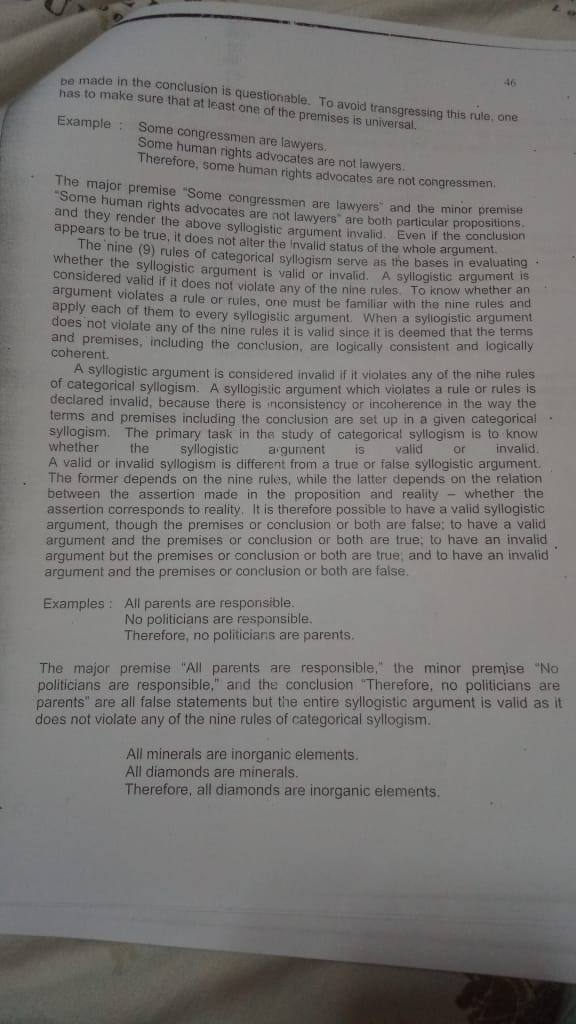 46
be made in the conclusion is questionable. To avoid transgressing this rule, one
has to make sure that at least one of the premises is universal.
Example : Some congressmen are lawyers.
Some human rights advocates are not lawyers.
Therefore, some human rights advocates are not congressmen.
The major premise "Some congressmen are lawyers" and the minor premise
"Some human rights advocates are not lawyers" are both particular propositions,
and they render the above syllogistic argument invalid. Even if the conclusion
appears to be true, it does not alter the invalid status of the whole argument.
The nine (9) rules of categorical syllogism serve as the bases in evaluating
whether the syllogistic argument is valid or invalid. A syllogistic argument is
considered valid if it does not violate any of the nine rules. To know whether an
argument violates a rule or rules, one must be familiar with the nine rules and
apply each of them to every syllogistic argument. When a syllogistic argument
does not violate any of the nine rules it is valid since it is deemed that the terms
and premises, including the conclusion, are logically consistent and logically
coherent.
A syllogistic argument is considered invalid if it violates any of the nine rules
of categorical syllogism. A syllogistic argument which violates a rule or rules is
declared invalid, because there is inconsistency or incoherence in the way the
terms and premises including the conclusion are set up in a given categorical
syllogism. The primary task in the study of categorical syllogism is to know
whether the syllogistic argument is valid or invalid.
A valid or invalid syllogism is different from a true or false syllogistic argument.
The former depends on the nine rules, while the latter depends on the relation
between the assertion made in the proposition and reality – whether the
assertion corresponds to reality. It is therefore possible to have a valid syllogistic
argument, though the premises or conclusion or both are false; to have a valid
argument and the premises or conclusion or both are true; to have an invalid
argument but the premises or conclusion or both are true; and to have an invalid
argument and the premises or conclusion or both are false.
Examples : All parents are responsible.
No politicians are responsible.
Therefore, no politicians are parents.
The major premise "All parents are responsible," the minor premise "No
politicians are responsible," and the conclusion "Therefore, no politicians are
parents" are all false statements but the entire syllogistic argument is valid as it
does not violate any of the nine rules of categorical syllogism.
All minerals are inorganic elements.
All diamonds are minerals.
Therefore, all diamonds are inorganic elements.